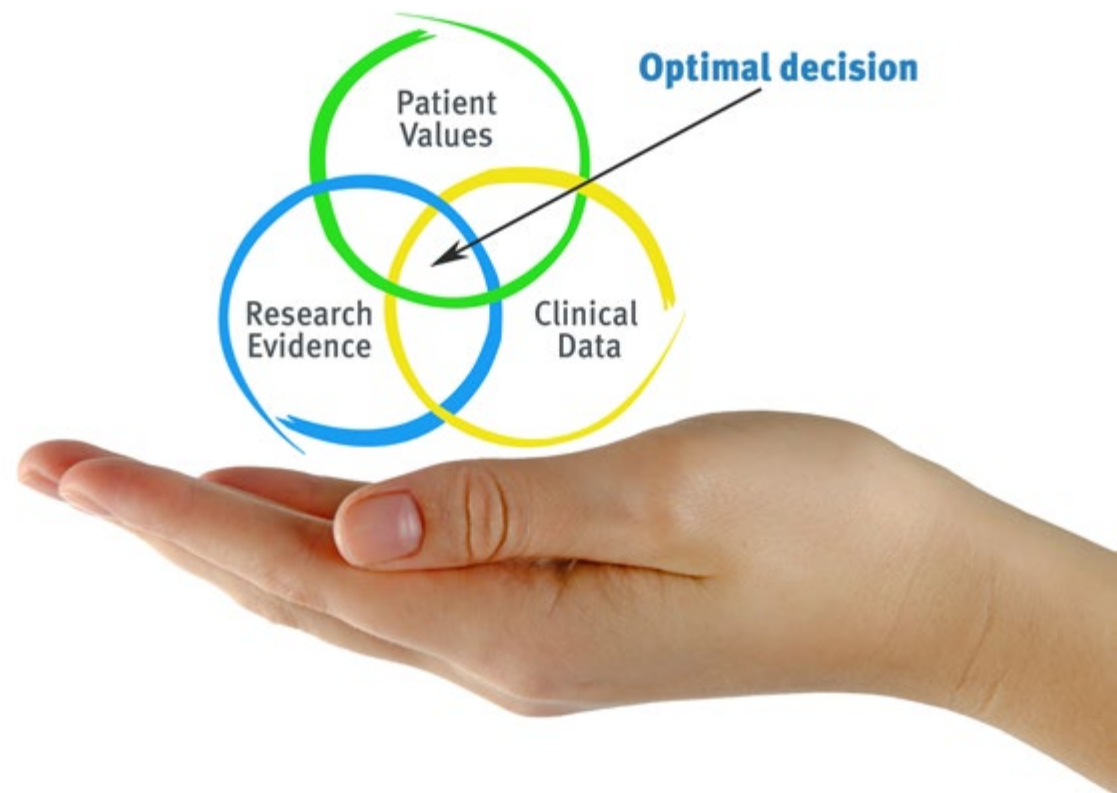 Optimal decision
Patient
Values
Research
Evidence
Clinical
Data